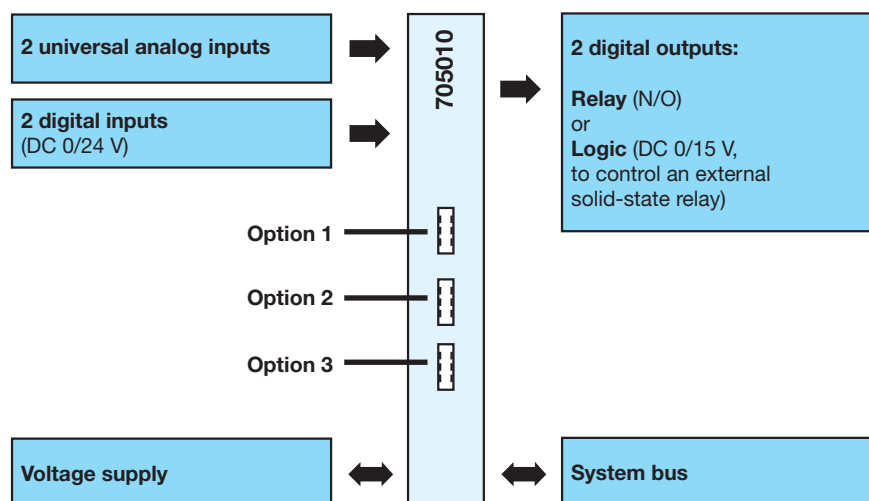 2 universal analog inputs
2 digital inputs
(DC 0/24 V)
705010
2 digital outputs:
Relay (N/O)
or
Logic (DC 0/15 V,
to control an external
solid-state relay)
Option 1
Option 2
Option 3
Voltage supply
System bus